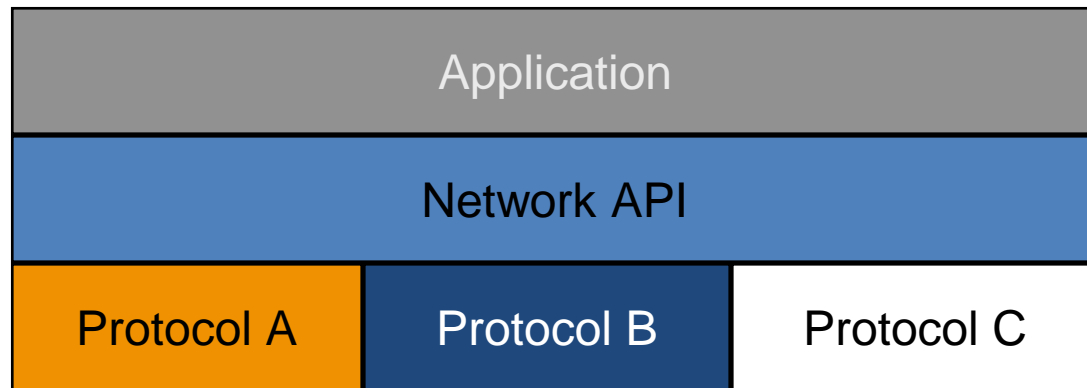 Application
Network API
Protocol A
Protocol B
Protocol C